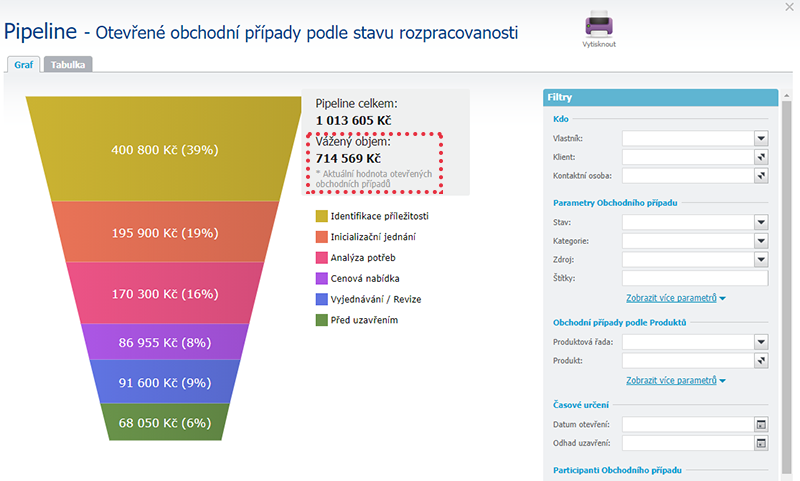 Pipeline - Otevřené obchodní případy podle stavu rozpracovanosti
Vytisknout
Graf
Tabulka
400 800 Kč (39%)
195 900 Kč (19%)
170 300 Kč (16%)
86 955 Kč (8%)
91 600 Kč (9%)
68 050 Kč (6%)
Pipeline celkem:
1 013 605 Kč
Vážený objem:
714 569 Kč
* Aktuální hodnota otevřených
obchodních případů
Identifikace příležitosti
Inicializační jednání
Analýza potřeb
Cenová nabídka
Vyjednávání / Revize
Před uzavřením
Filtry
Kdo
Vlastník:
Klient:
Kontaktní osoba:
Parametry Obchodního případu
Stav:
Kategorie:
Zdroj:
Štítky:
Zobrazit více parametrů
Obchodní případy podle Produktů
Produktová řada:
Produkt:
Zobrazit více parametrů
Časové určení
Datum otevření:
Odhad uzavření:
Participanti Obchodního případu